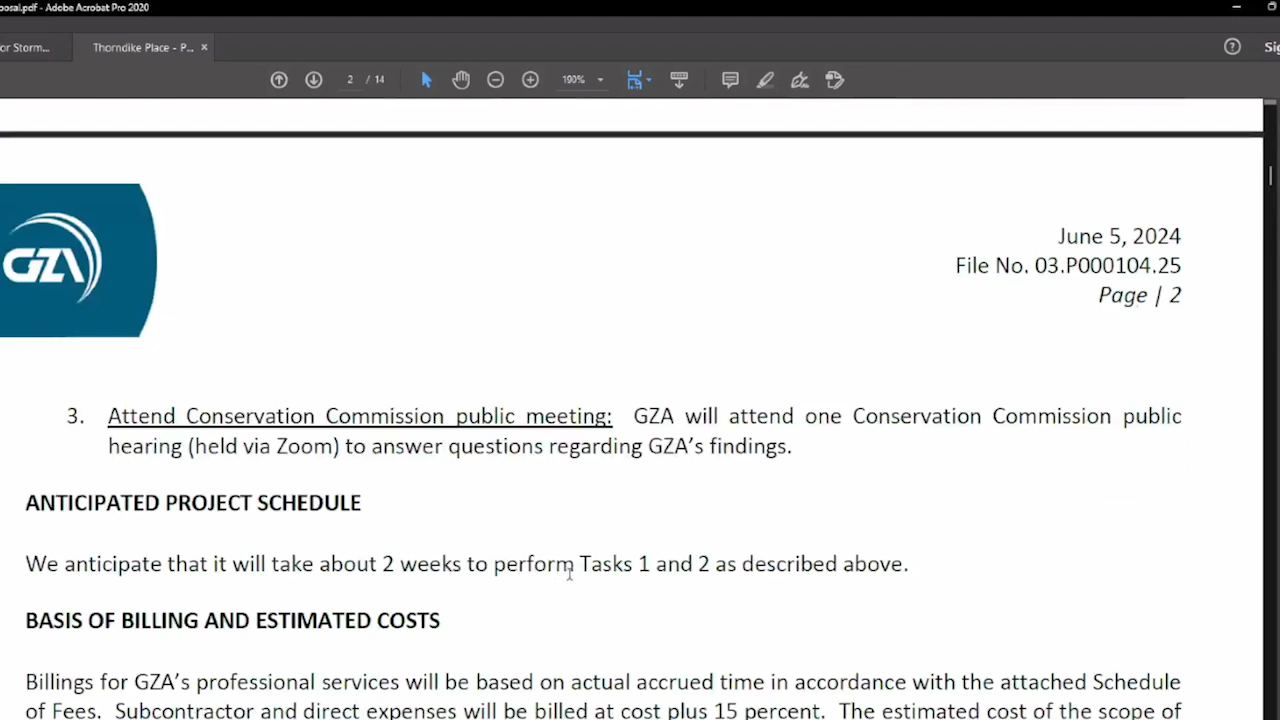 osal.pdf - Adobe Acrobat Pro 2020
or Storm...
Thorndike Place - P... ×
Sig
2 / 14
190%
GZA
June 5, 2024
File No. 03.P000104.25
Page | 2
3. Attend Conservation Commission public meeting: GZA will attend one Conservation Commission public
hearing (held via Zoom) to answer questions regarding GZA’s findings.
ANTICIPATED PROJECT SCHEDULE
We anticipate that it will take about 2 weeks to perform Tasks 1 and 2 as described above.
BASIS OF BILLING AND ESTIMATED COSTS
Billings for GZA’s professional services will be based on actual accrued time in accordance with the attached Schedule
of Fees. Subcontractor and direct expenses will be billed at cost plus 15 percent. The estimated cost of the scope of